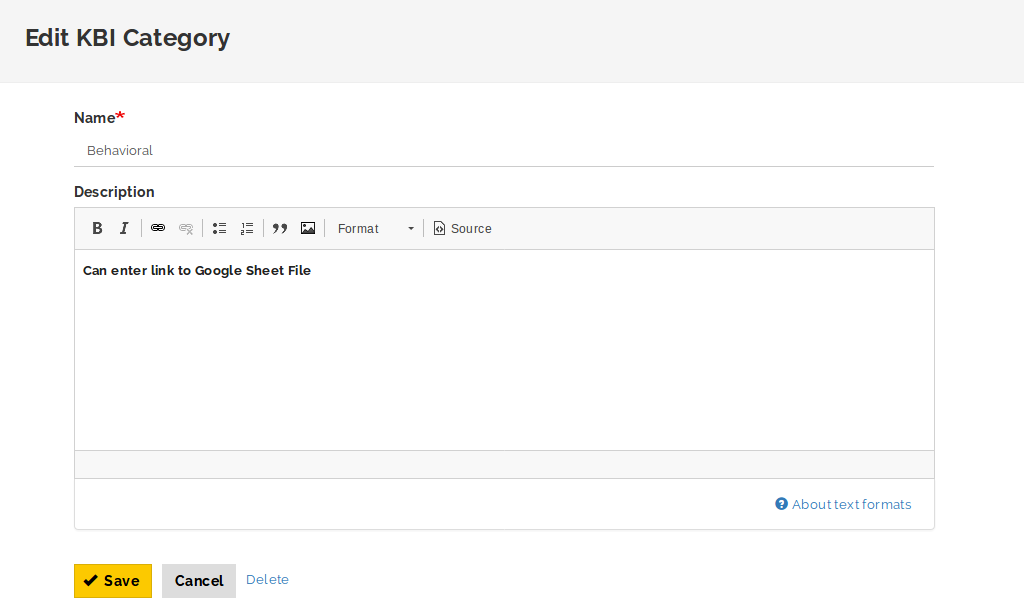 Edit KBI Category
Name*
Behavioral
Description
B I Format Source
Can enter link to Google Sheet File
About text formats
Save Cancel Delete